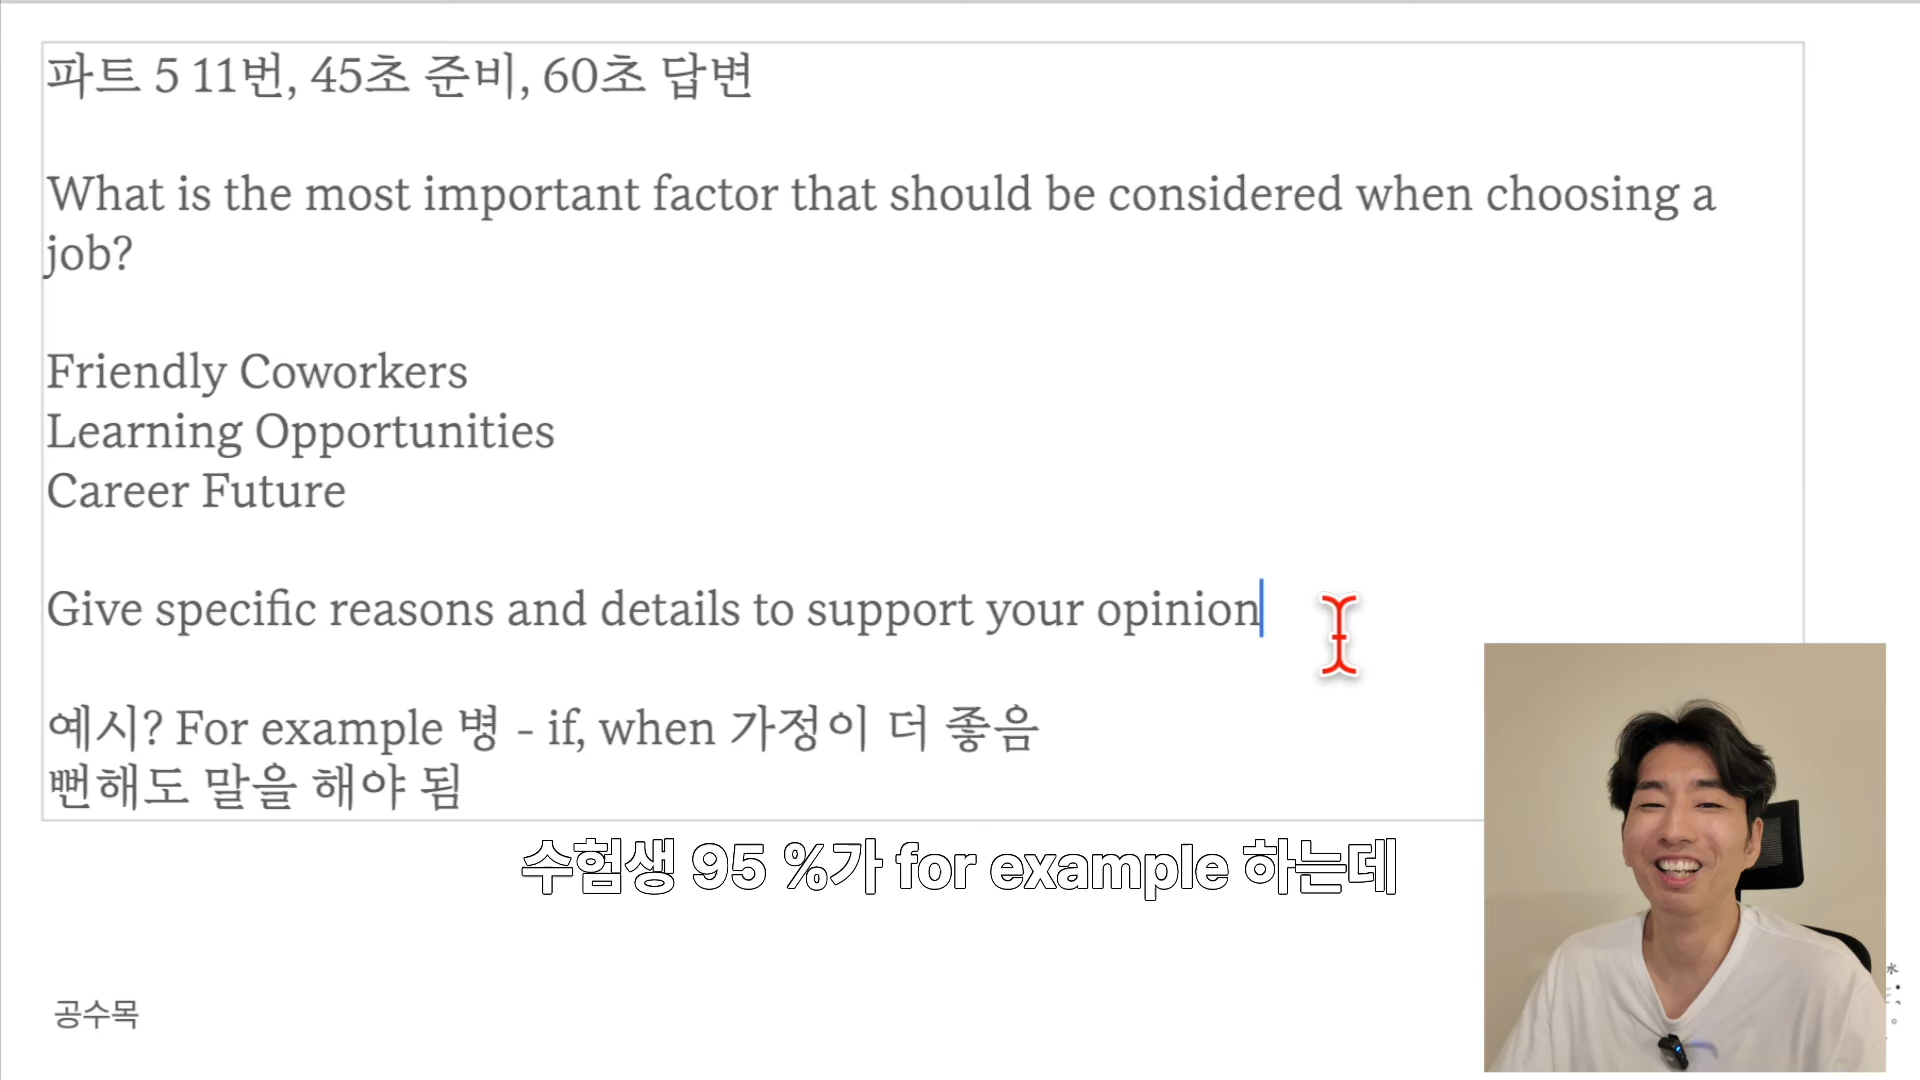 파트 5 11번, 45초 준비, 60초 답변
What is the most important factor that should be considered when choosing a
job?
Friendly Coworkers
Learning Opportunities
Career Future
Give specific reasons and details to support your opinion
예시? For example 병 - if, when 가정이 더 좋음
뻔해도 말을 해야 됨
수험생 95 %가 for example 하는데
공수목
水